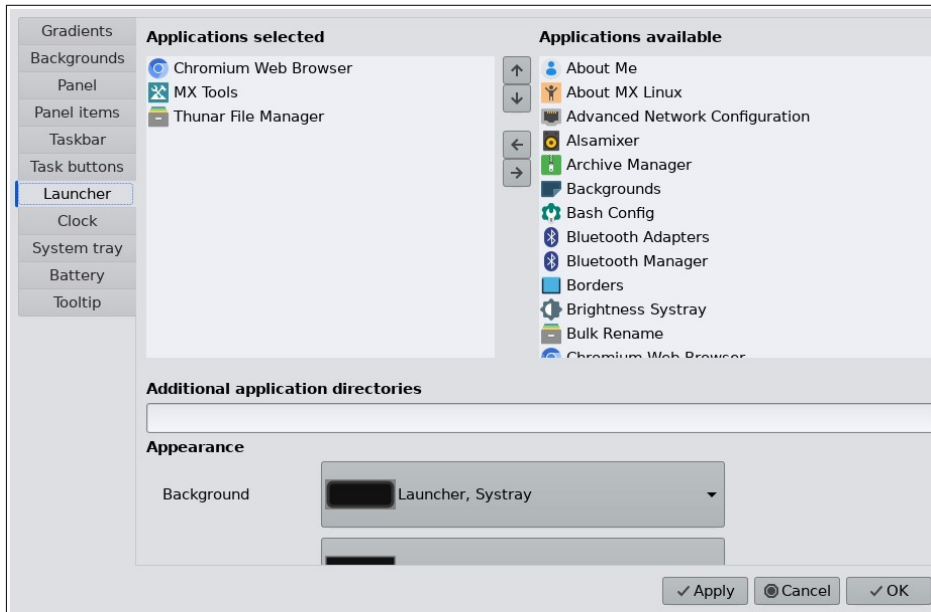 Gradients
Backgrounds
Panel
Panel items
Taskbar
Task buttons
Launcher
Clock
System tray
Battery
Tooltip
Applications selected
Chromium Web Browser
MX Tools
Thunar File Manager
Applications available
About Me
About MX Linux
Advanced Network Configuration
Alsamixer
Archive Manager
Backgrounds
Bash Config
Bluetooth Adapters
Bluetooth Manager
Borders
Brightness Systray
Bulk Rename
Chromium Web Browser
Additional application directories
Appearance
Background
Launcher, Systray
Apply
Cancel
OK